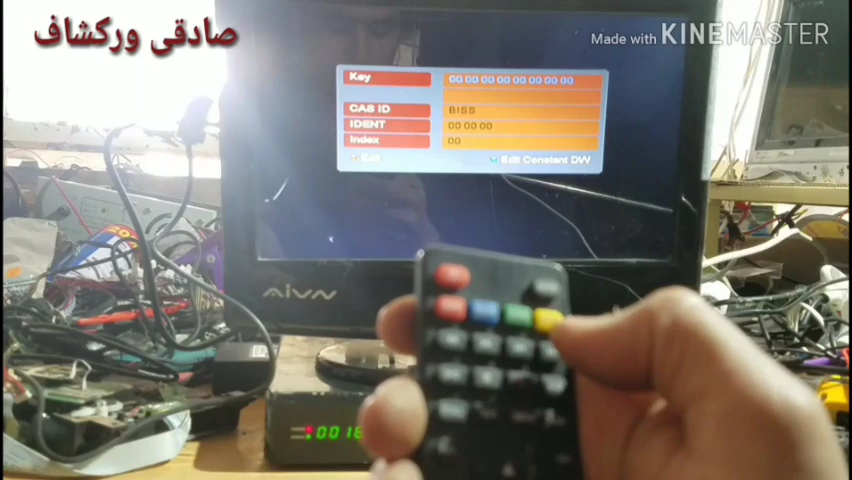 صادقی ورکشاف
Made with KINEMASTER
Key 00 00 00 00 00 00 00 00
CAS ID BISS
IDENT 00 00 00
Index 00
Edit Edit Constant DW
AIVN